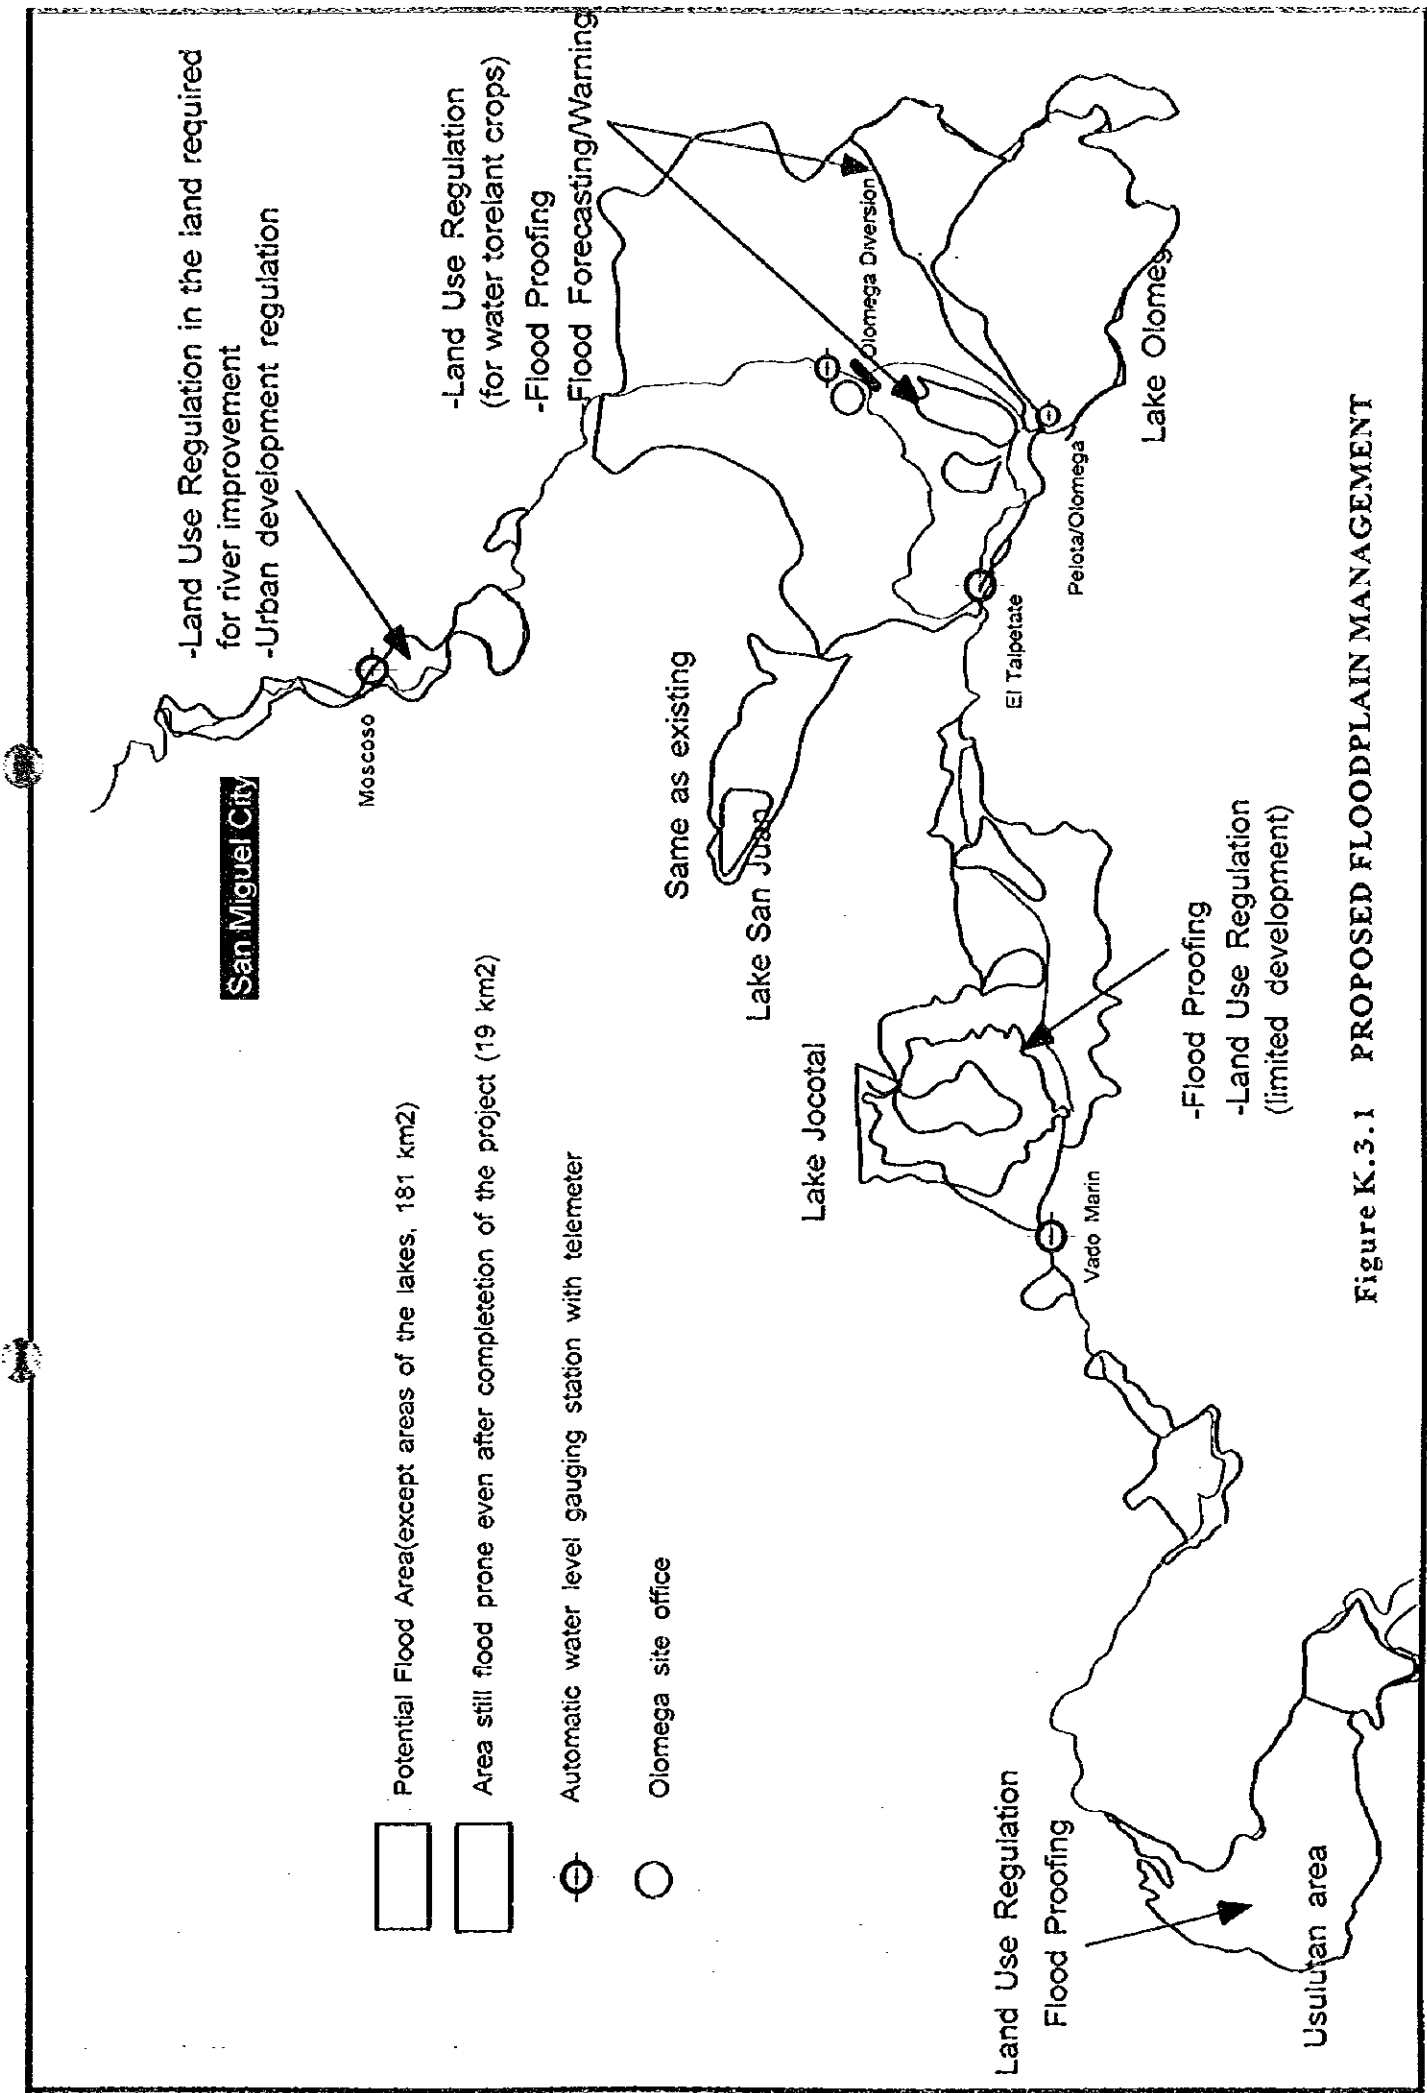 -Land Use Regulation in the land required
for river improvement
-Urban development regulation
San Miguel City
Moscoso
-Land Use Regulation
(for water torelant crops)
-Flood Proofing
Flood Forecasting/Warning
Potential Flood Area(except areas of the lakes, 181 km2)
Area still flood prone even after completetion of the project (19 km2)
Automatic water level gauging station with telemeter
Olomega site office
Same as existing
Lake San Juan
Olomega Diversion
Lake Jocotal
El Talpetate
Pelota/Olomega
Lake Olomeg
Vado Marin
-Flood Proofing
-Land Use Regulation
(limited development)
Land Use Regulation
Flood Proofing
Usulutan area
Figure K.3.1 PROPOSED FLOODPLAIN MANAGEMENT